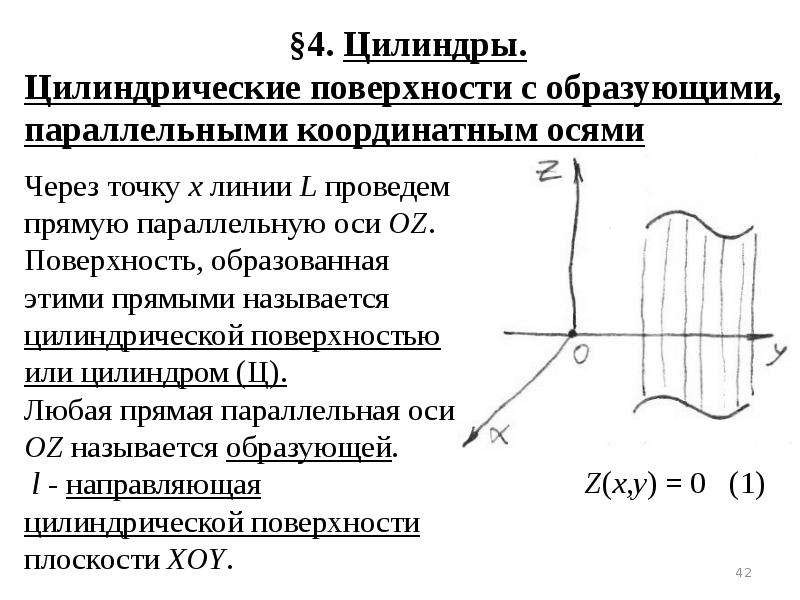 §4. Цилиндры.
Цилиндрические поверхности с образующими,
параллельными координатным осями
Через точку x линии L проведем
прямую параллельную оси OZ.
Поверхность, образованная
этими прямыми называется
цилиндрической поверхностью
или цилиндром (Ц).
Любая прямая параллельная оси
OZ называется образующей.
l - направляющая
цилиндрической поверхности
плоскости XOY.
Z
O
y
x
Z(x,y) = 0 (1)
42